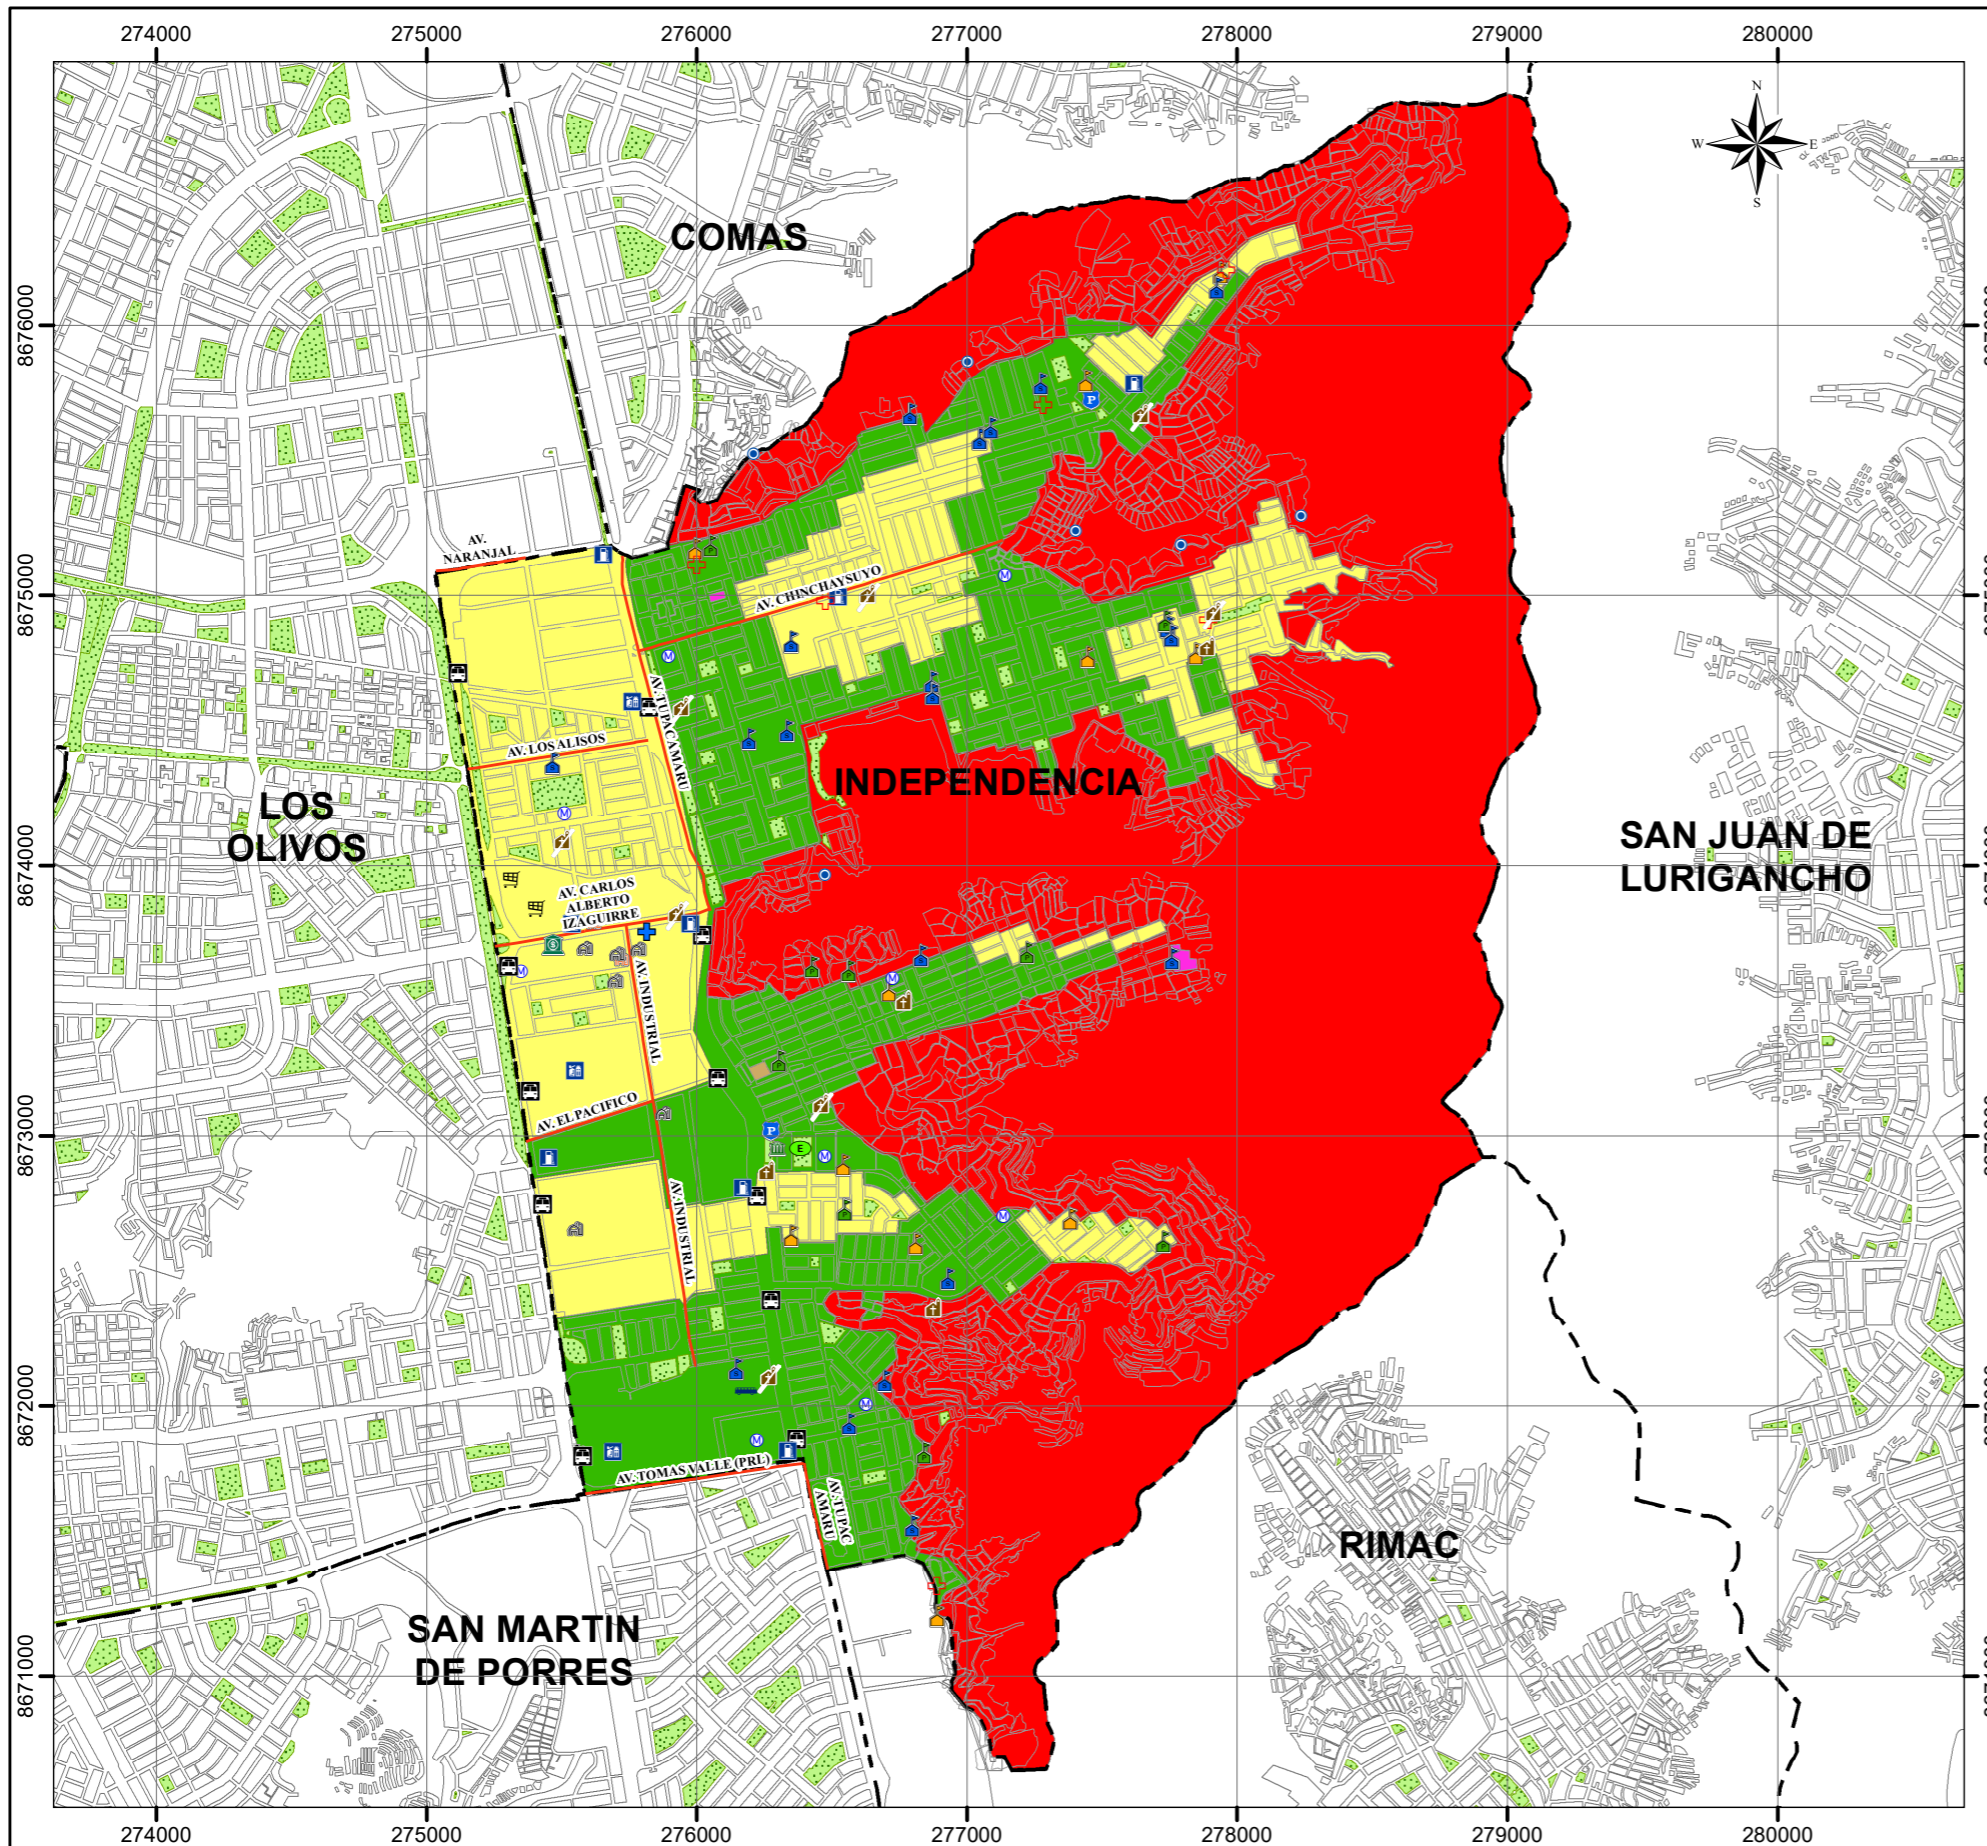 274000 275000 276000 277000 278000 279000 280000
N
W E
S
COMAS
8676000
AV.
NARANJAL
8675000
AV. CHINCHAYSUYO
AV. TUPAC AMARU
AV. LOS ALISOS
INDEPENDENCIA
LOS
OLIVOS
SAN JUAN DE
LURIGANCHO
8674000
AV. CARLOS
ALBERTO
IZAGUIRRE
AV. INDUSTRIAL
8673000
AV. EL PACIFICO
AV. INDUSTRIAL
8672000
AV. TOMAS VALLE (PRL)
AV. TUPAC
AMARU
RIMAC
SAN MARTIN
DE PORRES
8671000
274000 275000 276000 277000 278000 279000 280000